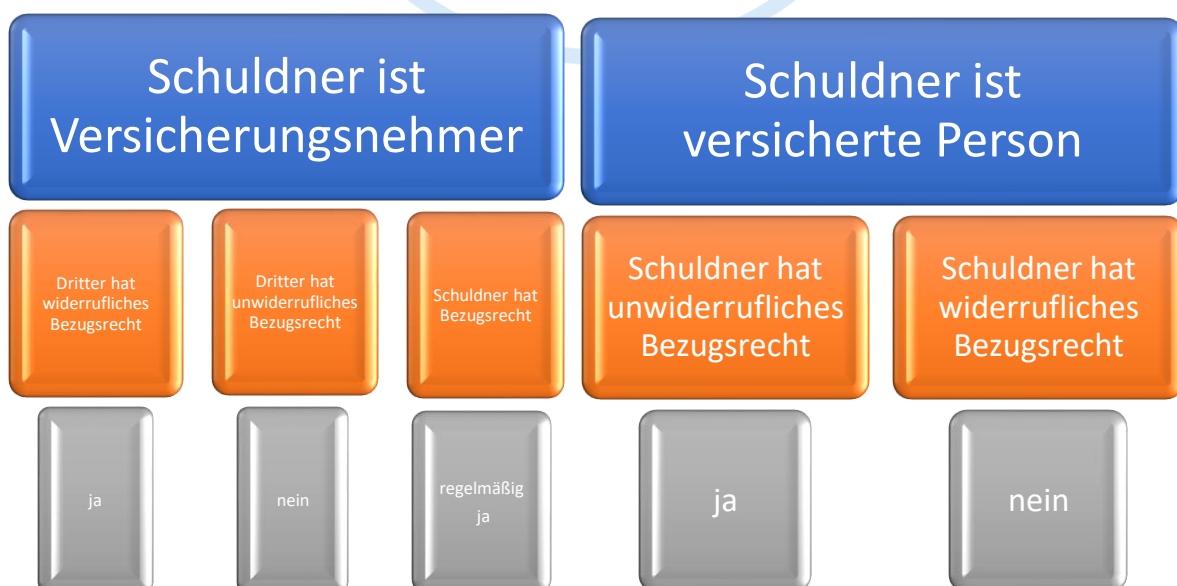 Schuldner ist
Versicherungsnehmer
Schuldner ist
versicherte Person
Dritter hat
widerrufliches
Bezugsrecht
Dritter hat
unwiderrufliches
Bezugsrecht
Schuldner hat
Bezugsrecht
Schuldner hat
unwiderrufliches
Bezugsrecht
Schuldner hat
widerrufliches
Bezugsrecht
ja
nein
regelmäßig
ja
ja
nein